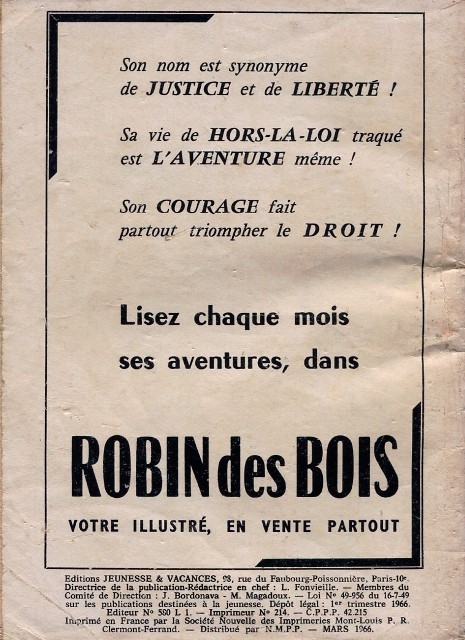 Son nom est synonyme
de JUSTICE et de LIBERTÉ !
Sa vie de HORS-LA-LOI traqué
est L'AVENTURE même !
Son COURAGE fait
partout triompher le DROIT !
Lisez chaque mois
ses aventures, dans
ROBIN des BOIS
VOTRE ILLUSTRÉ, EN VENTE PARTOUT
Editions JEUNESSE & VACANCES, 98, rue du Faubourg-Poissonnière, Paris-10e.
Directrice de la publication-Rédactrice en chef : L. Fonvieille. — Membres du
Comité de Direction : J. Bordonava - M. Magadoux. — Loi No 49-956 du 16-7-49
sur les publications destinées à la jeunesse. Dépôt légal : 1er trimestre 1966.
Editeur No 500 L 1. — Imprimeur No 214. — C.P.P.P. 42.215
Imprimé en France par la Société Nouvelle des Imprimeries Mont-Louis P. R.
Clermont-Ferrand. — Distribué par N.M.P.P. — MARS 1966.